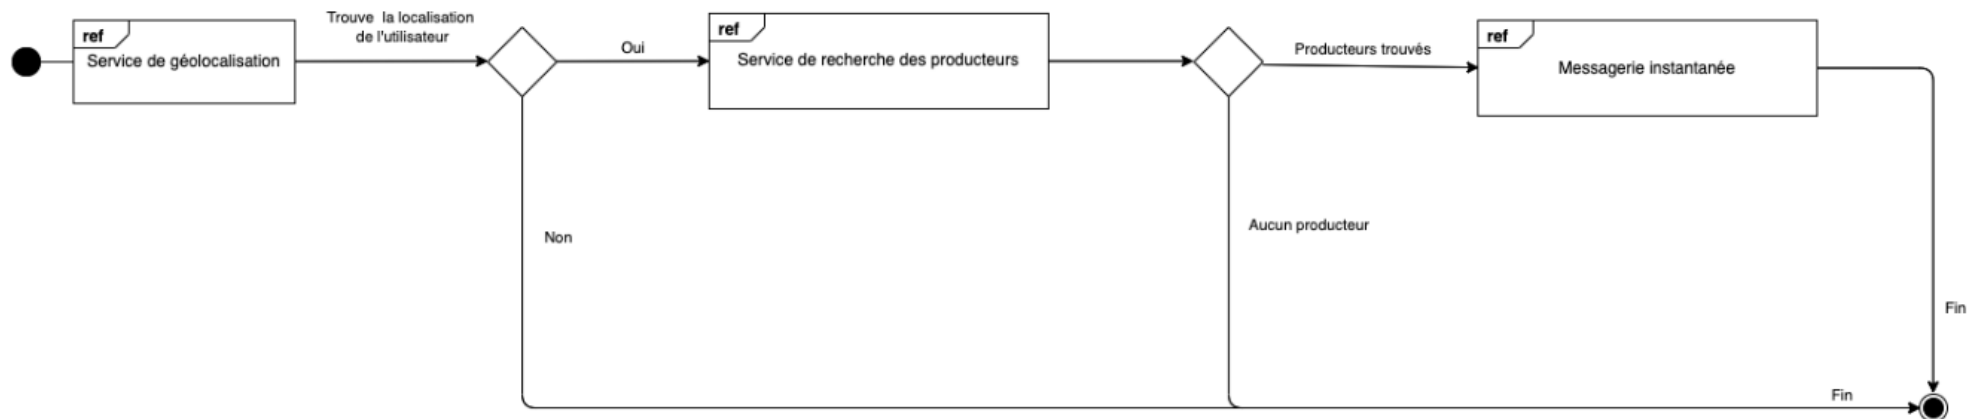 ref
Service de géolocalisation
Trouve la localisation
de l'utilisateur
Oui
ref
Service de recherche des producteurs
Producteurs trouvés
ref
Messagerie instantanée
Non
Aucun producteur
Fin
Fin